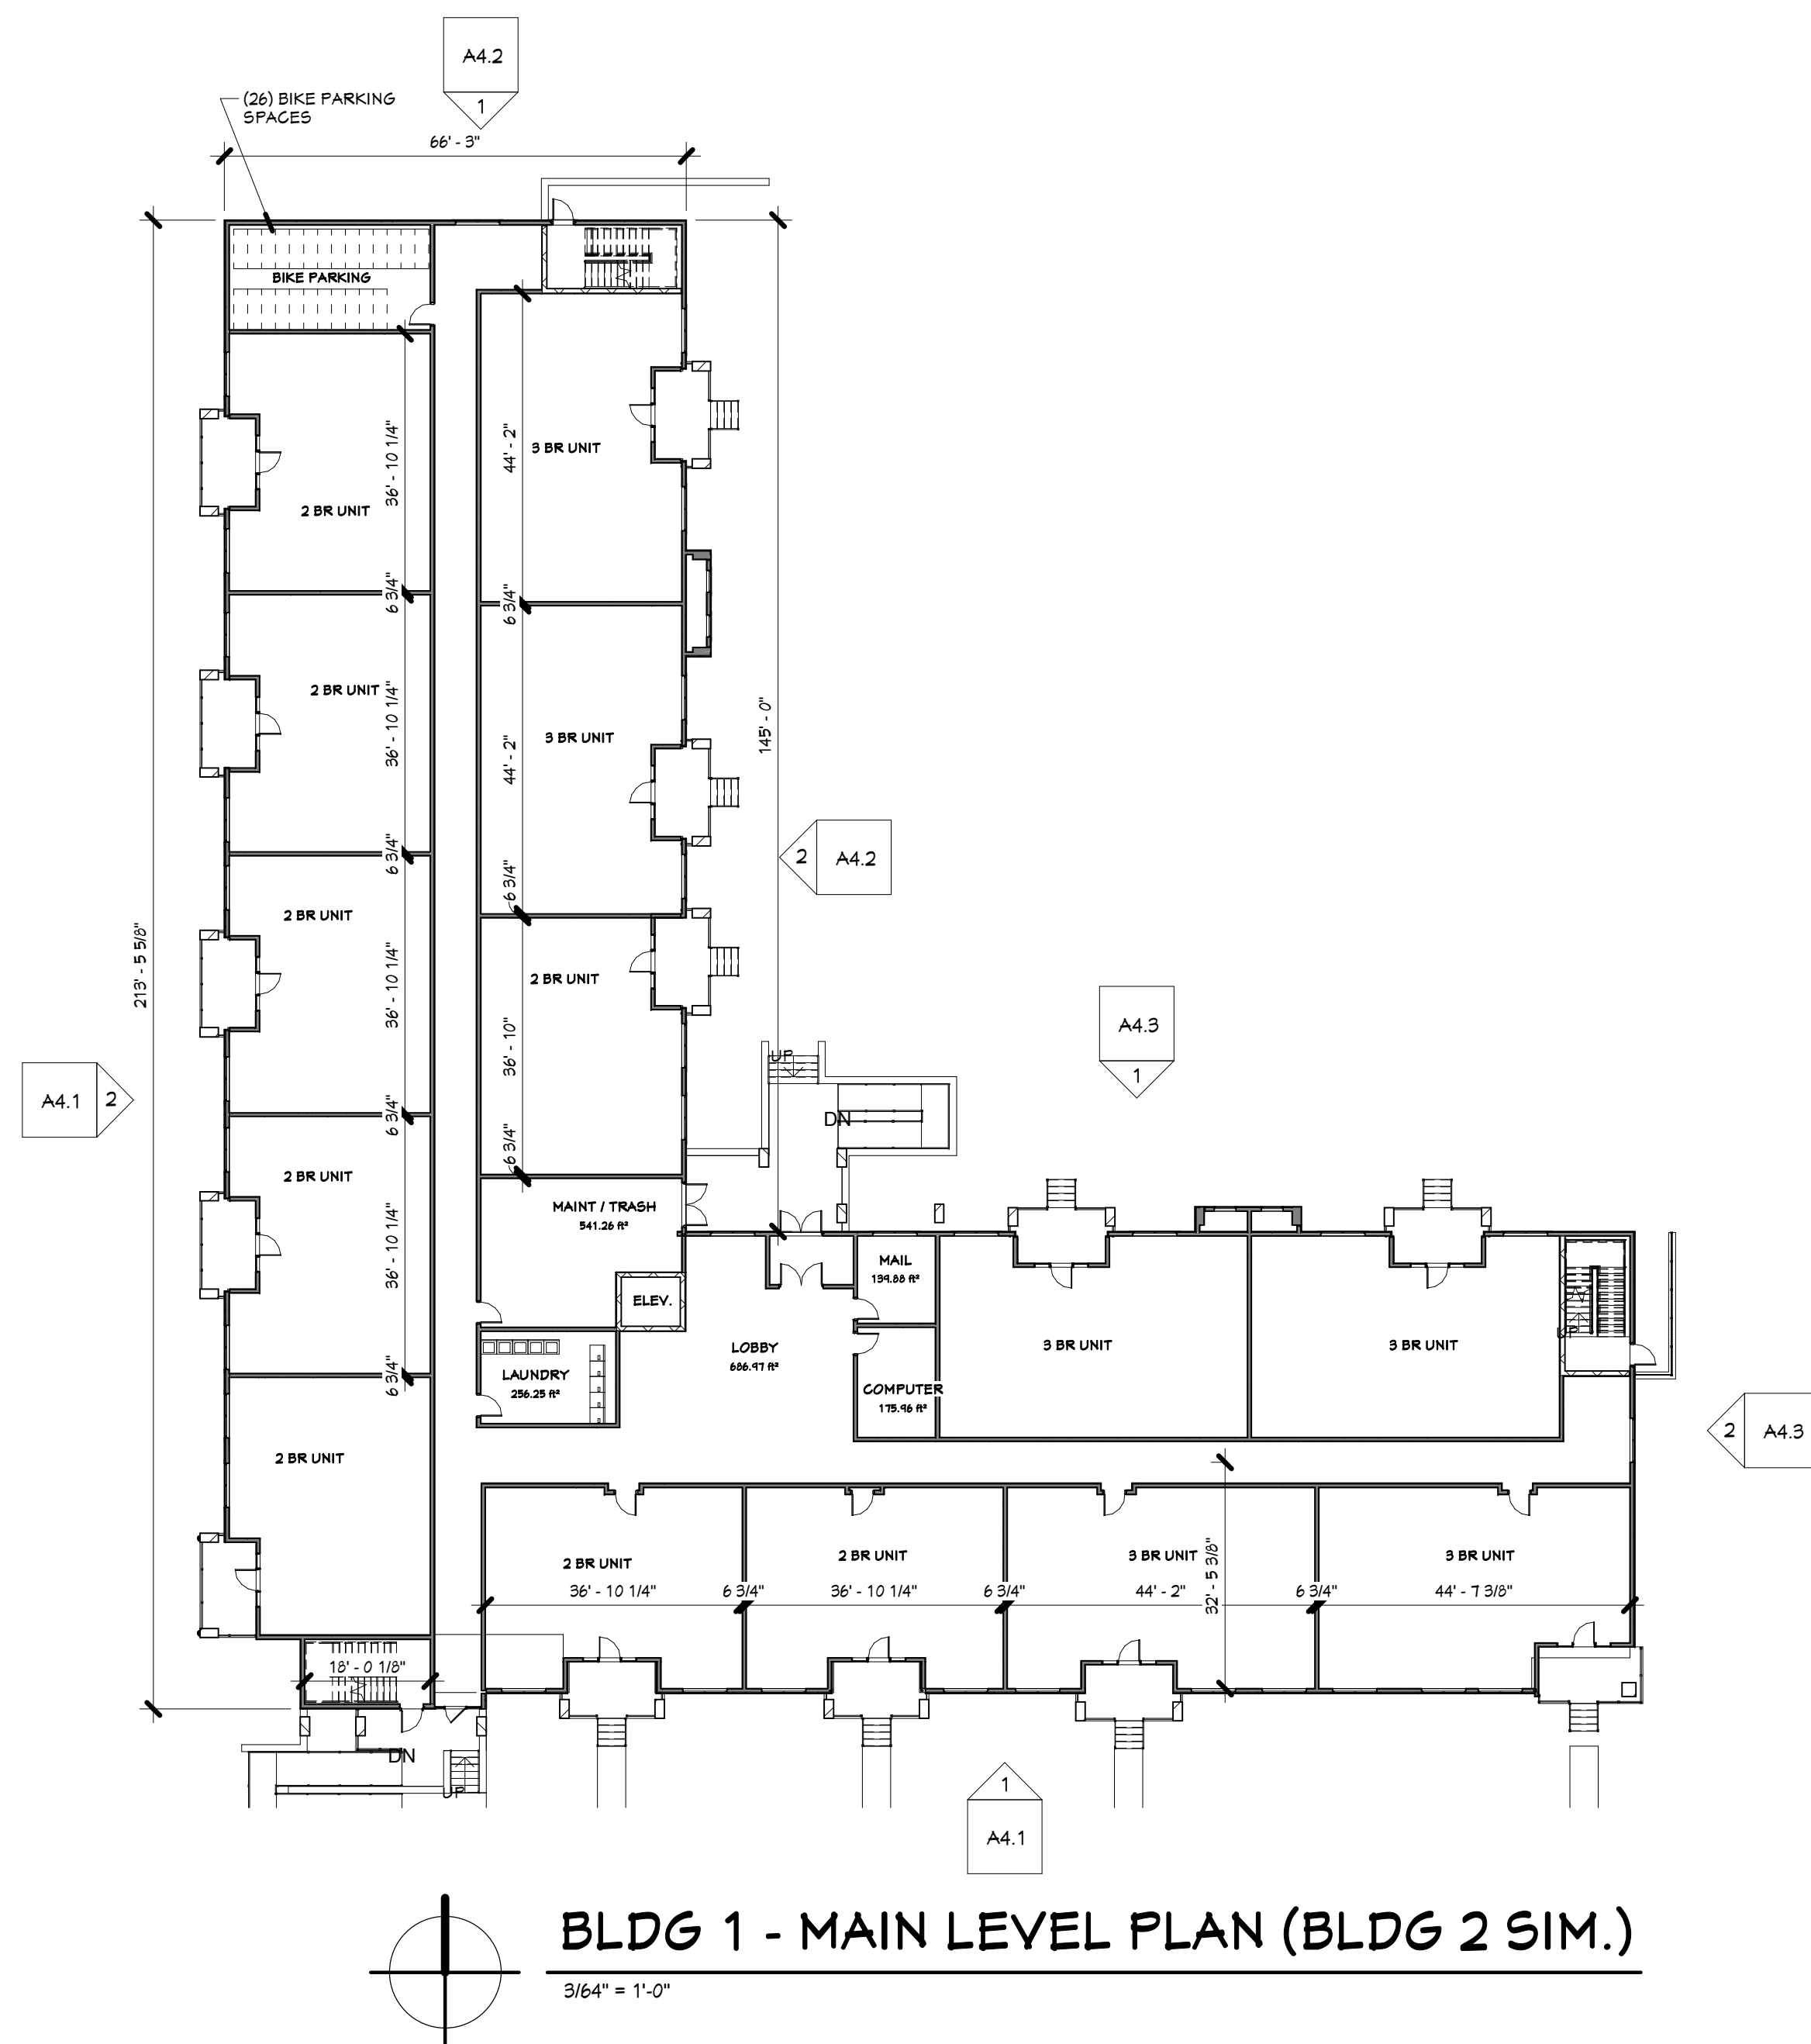 A4.2
1
(26) BIKE PARKING
SPACES
66' - 3"
BIKE PARKING
36' - 10 1/4"
44' - 2"
3 BR UNIT
2 BR UNIT
6 3/4"
6 3/4"
2 BR UNIT
36' - 10 1/4"
44' - 2"
3 BR UNIT
145' - 0"
6 3/4"
6 3/4"
2
A4.2
2 BR UNIT
213' - 5 5/8"
36' - 10 1/4"
2 BR UNIT
36' - 10"
A4.3
1
UP
DN
A4.1
2
6 3/4"
6 3/4"
2 BR UNIT
MAINT / TRASH
541.26 ft²
36' - 10 1/4"
MAIL
139.88 ft²
ELEV.
UP
LOBBY
686.97 ft²
3 BR UNIT
3 BR UNIT
6 3/4"
LAUNDRY
256.25 ft²
COMPUTER
175.96 ft²
2
A4.3
2 BR UNIT
2 BR UNIT
2 BR UNIT
3 BR UNIT
3 BR UNIT
32' - 5 3/8"
36' - 10 1/4"
6 3/4"
36' - 10 1/4"
6 3/4"
44' - 2"
6 3/4"
44' - 7 3/8"
18' - 0 1/8"
DN
UP
1
A4.1
BLDG 1 - MAIN LEVEL PLAN (BLDG 2 SIM.)
3/64" = 1'-0"